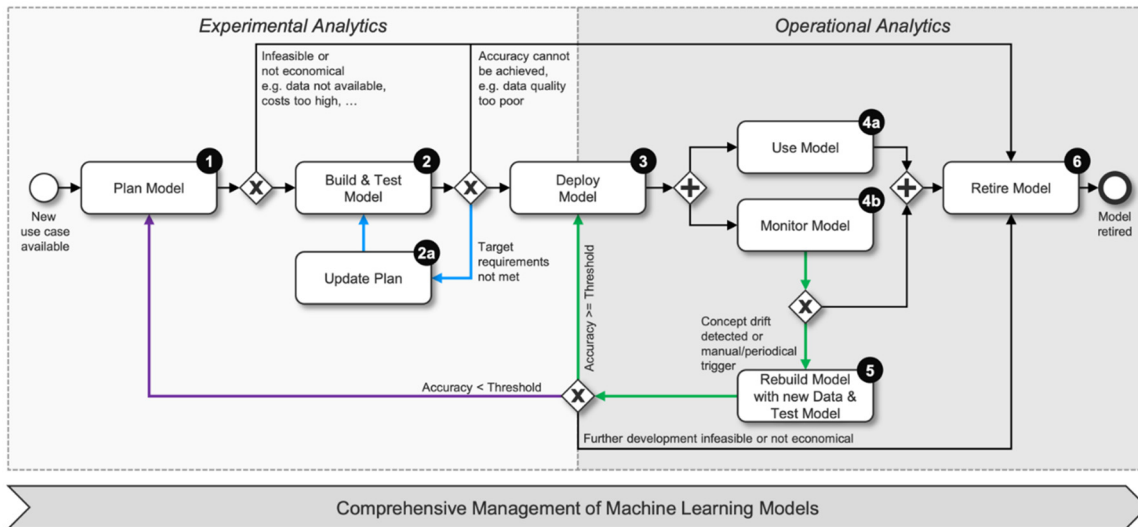 Experimental Analytics
Operational Analytics
Infeasible or
not economical
e.g. data not available,
costs too high, …
Accuracy cannot
be achieved,
e.g. data quality
too poor
New
use case
available
1
Plan Model
X
2
Build & Test
Model
X
2a
Update Plan
Target
requirements
not met
3
Deploy
Model
4a
Use Model
4b
Monitor Model
6
Retire Model
Model
retired
X
Concept drift
detected or
manual/periodical
trigger
5
Rebuild Model
with new Data &
Test Model
Accuracy >= Threshold
Accuracy < Threshold
X
Further development infeasible or not economical
Comprehensive Management of Machine Learning Models